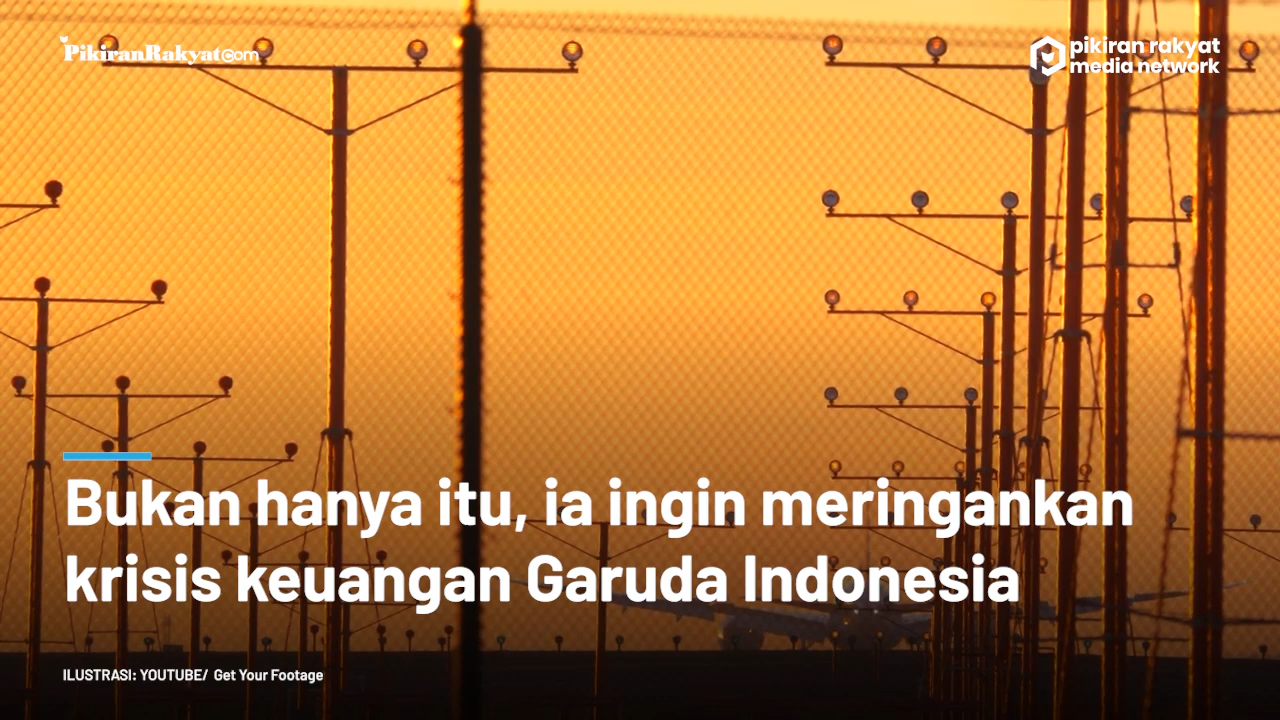 PikiranRakyat.com
pikiran rakyat
media network
Bukan hanya itu, ia ingin meringankan
krisis keuangan Garuda Indonesia
ILUSTRASI: YOUTUBE/ Get Your Footage